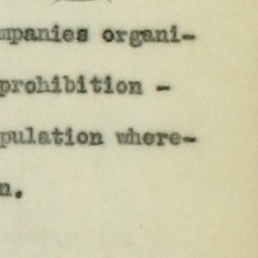 mpanies organi-
prohibition -
pulation where-
n.